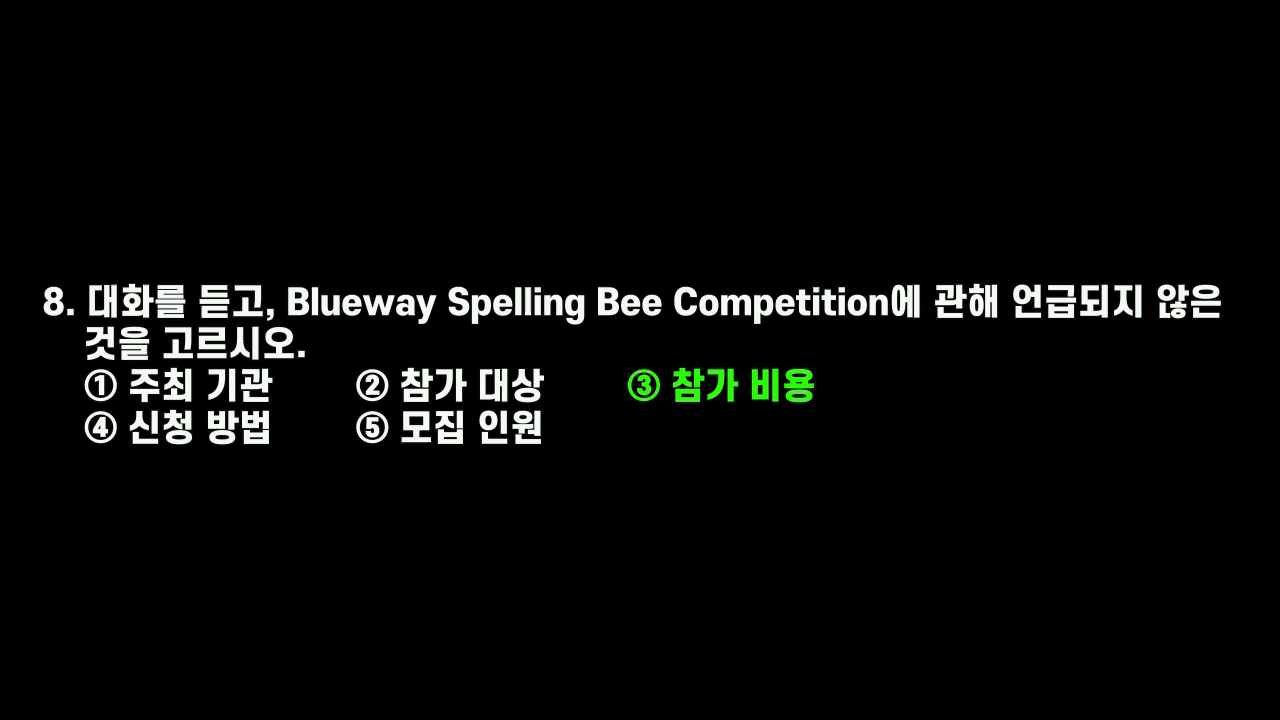 8. 대화를 듣고, Blueway Spelling Bee Competition에 관해 언급되지 않은
것을 고르시오.
① 주최 기관 ② 참가 대상 ③ 참가 비용
④ 신청 방법 ⑤ 모집 인원